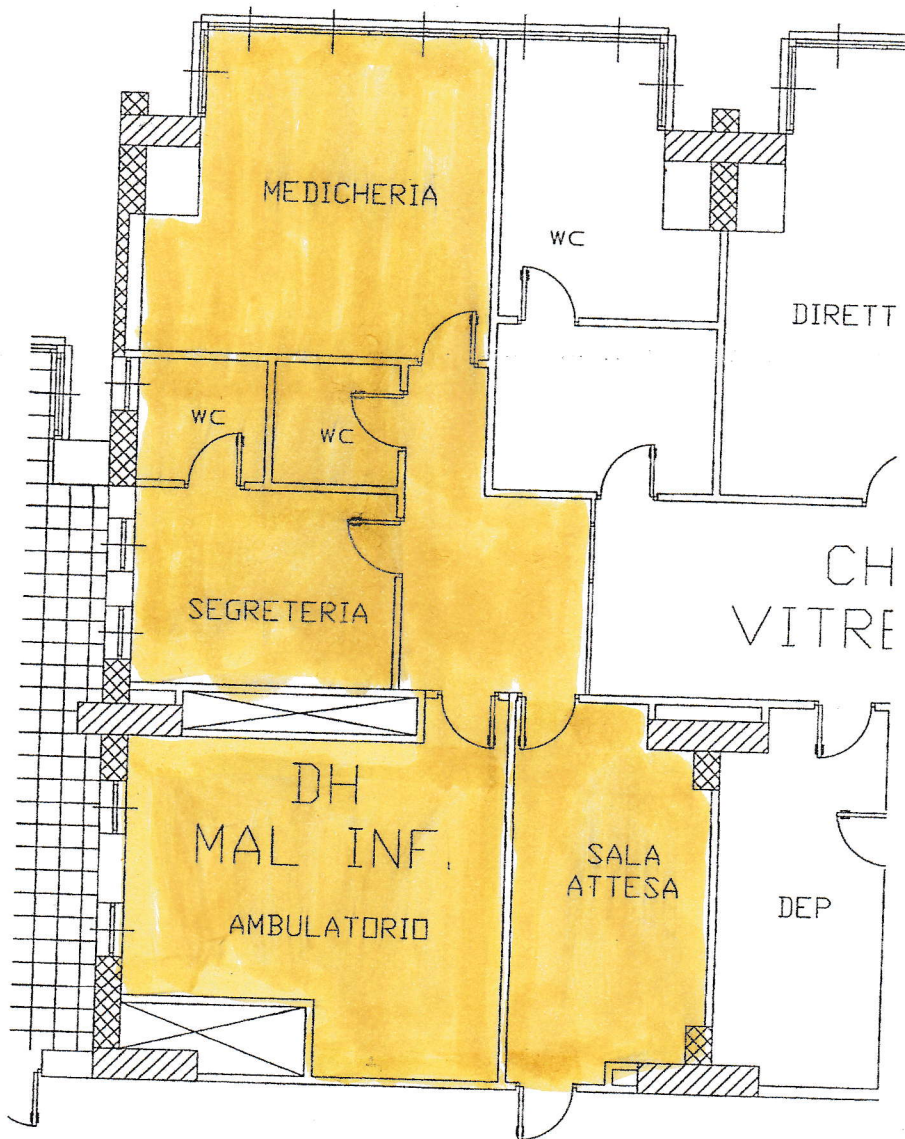 MEDICHERIA
WC
DIRETT
WC
WC
SEGRETERIA
CH
VITRE
DH
MAL INF.
AMBULATORIO
SALA
ATTESA
DEP